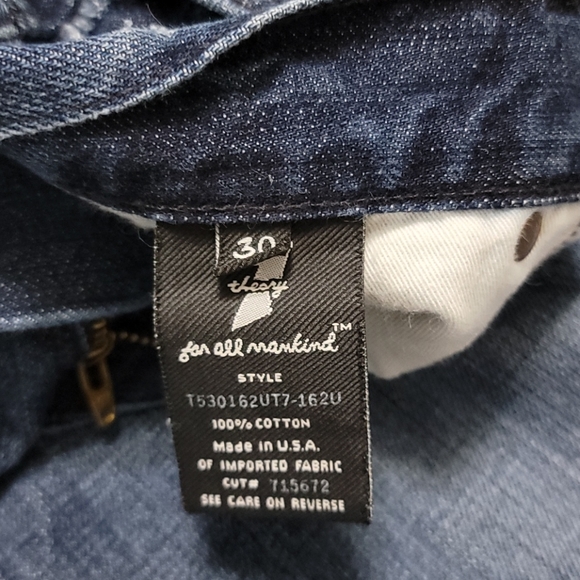 30
theory
for all mankind™
STYLE
T530162UT7-162U
100% COTTON
Made in U.S.A.
OF IMPORTED FABRIC
CUT# 715672
SEE CARE ON REVERSE